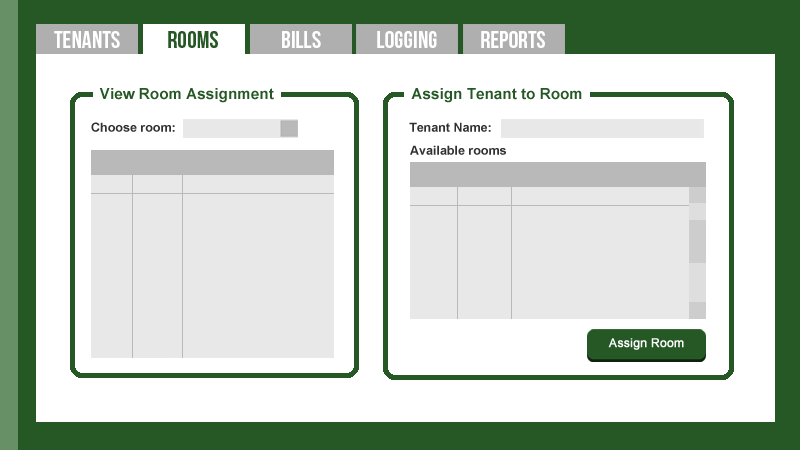 TENANTS ROOMS BILLS LOGGING REPORTS
View Room Assignment
Choose room:
Assign Tenant to Room
Tenant Name:
Available rooms
Assign Room